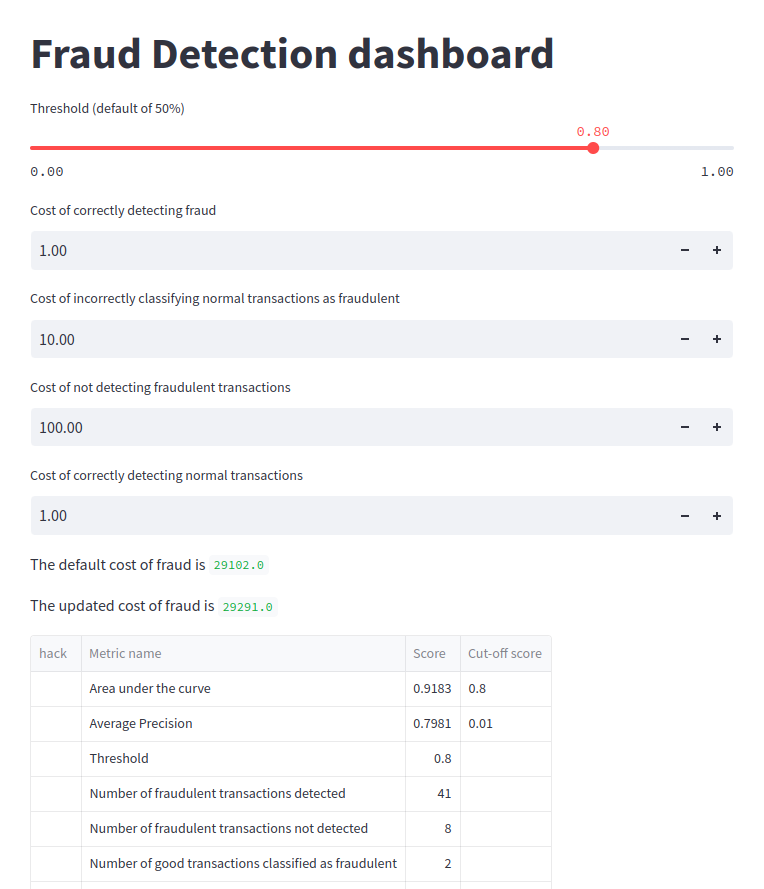 Fraud Detection dashboard
Threshold (default of 50%)
0.80
0.00 1.00
Cost of correctly detecting fraud
1.00 − +
Cost of incorrectly classifying normal transactions as fraudulent
10.00 − +
Cost of not detecting fraudulent transactions
100.00 − +
Cost of correctly detecting normal transactions
1.00 − +
The default cost of fraud is 29102.0
The updated cost of fraud is 29291.0
hack Metric name Score Cut-off score
Area under the curve 0.9183 0.8
Average Precision 0.7981 0.01
Threshold 0.8
Number of fraudulent transactions detected 41
Number of fraudulent transactions not detected 8
Number of good transactions classified as fraudulent 2